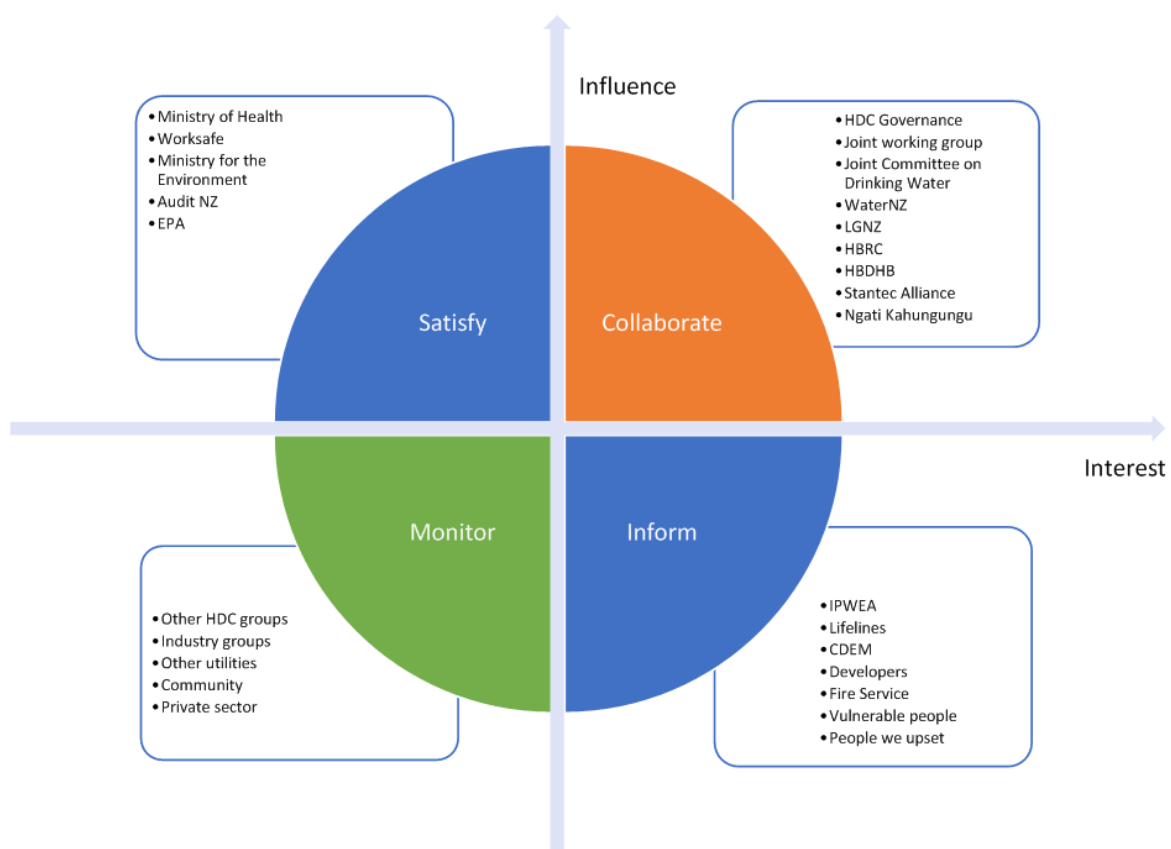 Influence
• Ministry of Health
• Worksafe
• Ministry for the
Environment
• Audit NZ
• EPA
• HDC Governance
• Joint working group
• Joint Committee on
Drinking Water
• WaterNZ
• LGNZ
• HBRC
• HBDHB
• Stantec Alliance
• Ngati Kahungungu
Satisfy
Collaborate
Interest
Monitor
Inform
• Other HDC groups
• Industry groups
• Other utilities
• Community
• Private sector
• IPWEA
• Lifelines
• CDEM
• Developers
• Fire Service
• Vulnerable people
• People we upset